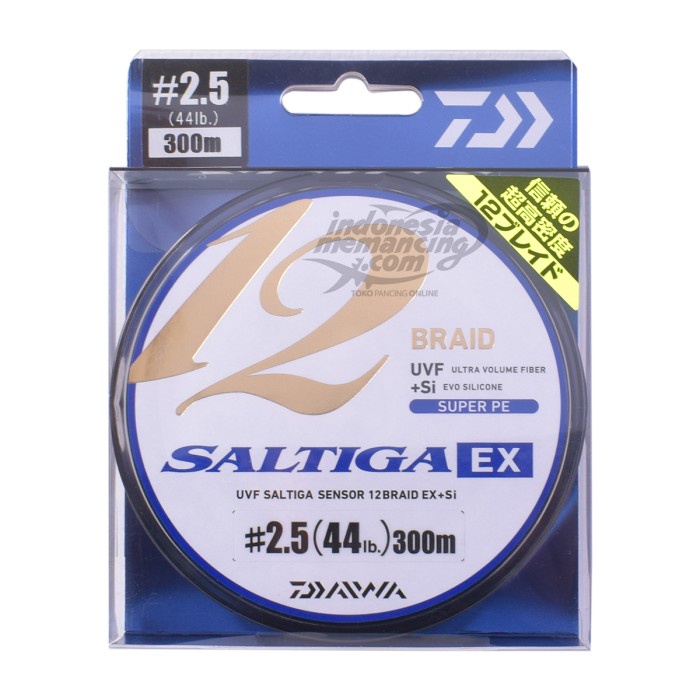 #2.5
(44lb.)
300m
信頼の
超高密度
12ブレイド
indonesia
memancing
.com
TOKO PANCING ONLINE
12
BRAID
UVF ULTRA VOLUME FIBER
+Si EVO SILICONE
SUPER PE
SALTIGA EX
UVF SALTIGA SENSOR 12BRAID EX+Si
#2.5(44lb.)300m
DAIWA